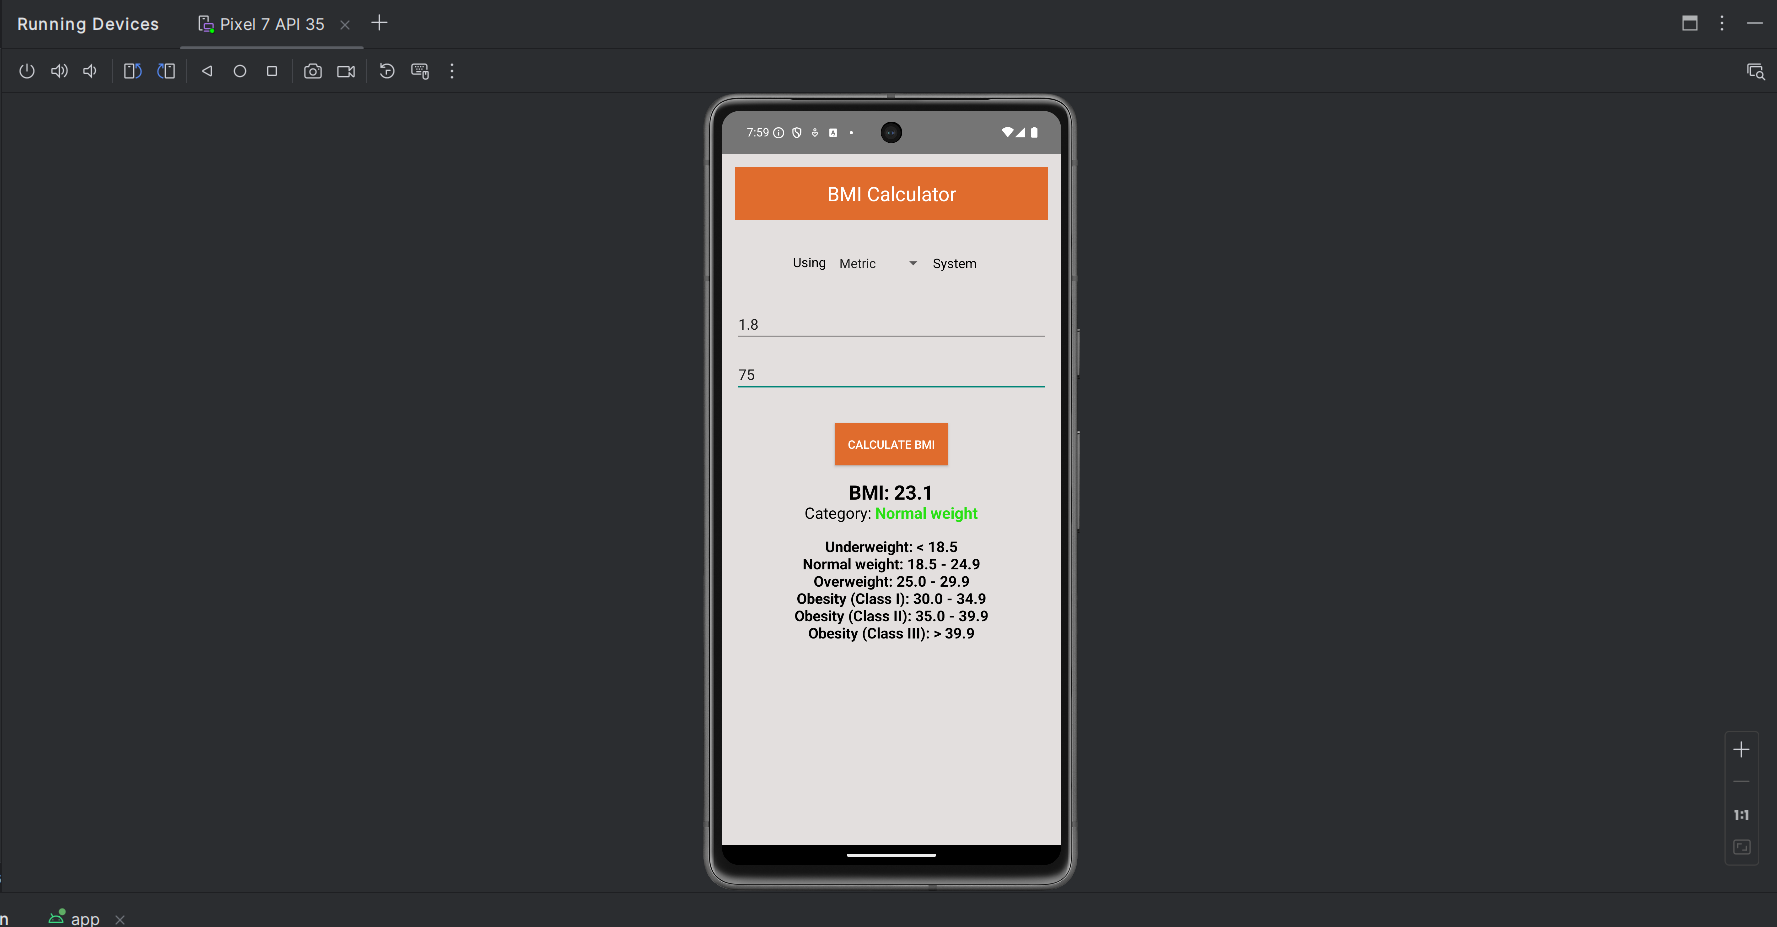 Running Devices
Pixel 7 API 35
7:59
BMI Calculator
Using Metric System
1.8
75
CALCULATE BMI
BMI: 23.1
Category: Normal weight
Underweight: < 18.5
Normal weight: 18.5 - 24.9
Overweight: 25.0 - 29.9
Obesity (Class I): 30.0 - 34.9
Obesity (Class II): 35.0 - 39.9
Obesity (Class III): > 39.9
1:1
n app